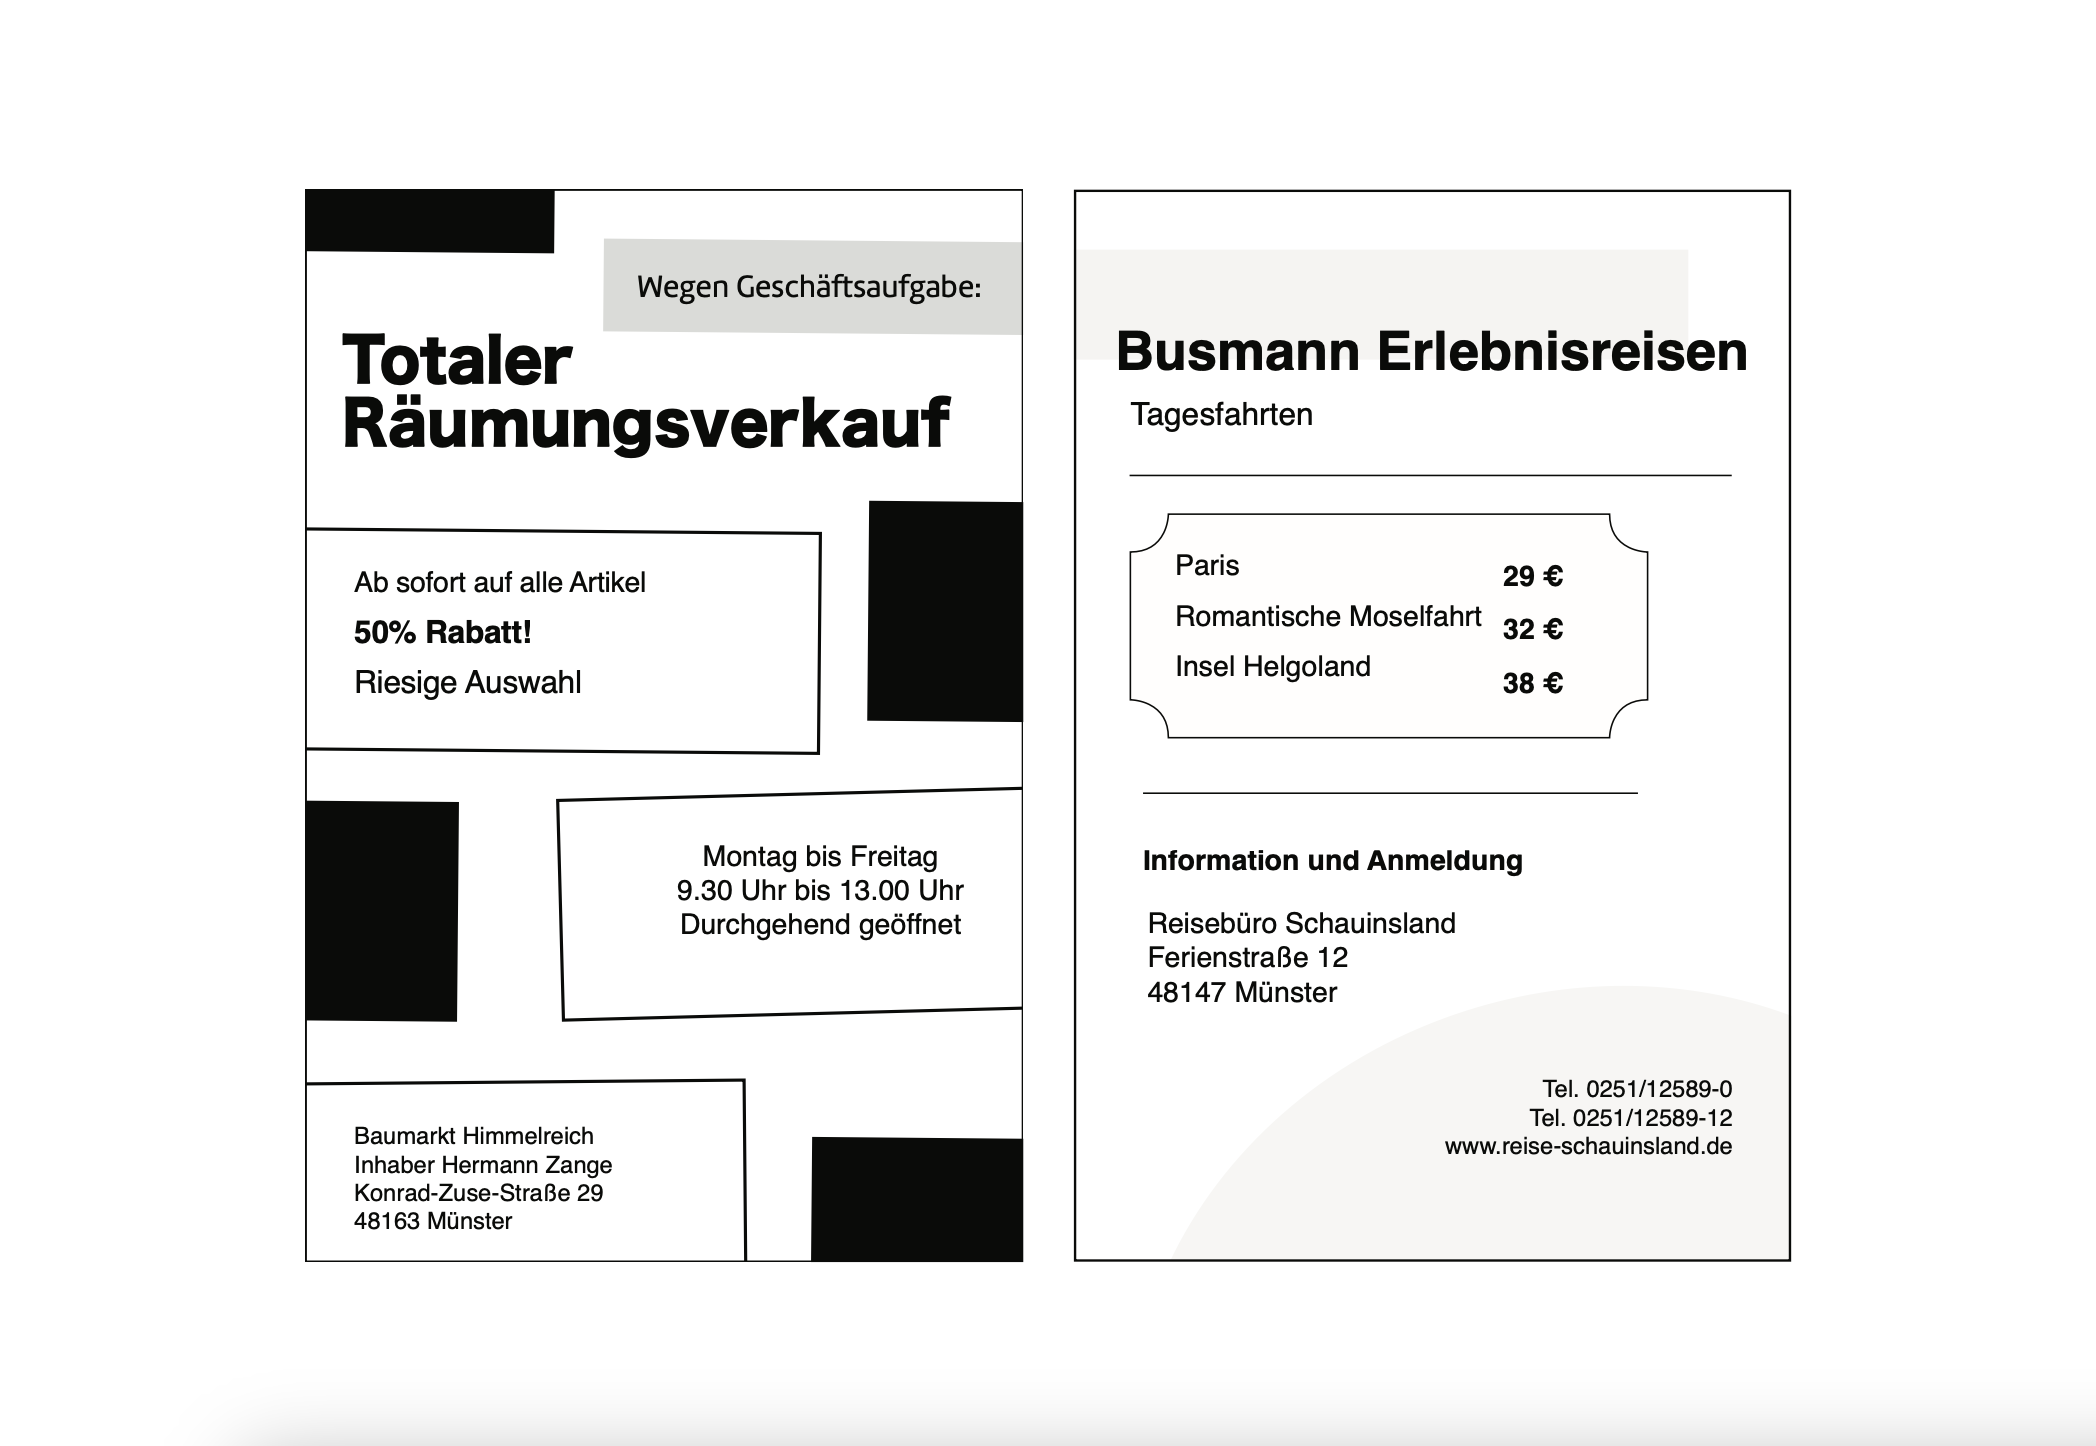 Wegen Geschäftsaufgabe:
Totaler
Räumungsverkauf
Ab sofort auf alle Artikel
50% Rabatt!
Riesige Auswahl
Montag bis Freitag
9.30 Uhr bis 13.00 Uhr
Durchgehend geöffnet
Baumarkt Himmelreich
Inhaber Hermann Zange
Konrad-Zuse-Straße 29
48163 Münster
Busmann Erlebnisreisen
Tagesfahrten
Paris 29 €
Romantische Moselfahrt 32 €
Insel Helgoland 38 €
Information und Anmeldung
Reisebüro Schauinsland
Ferienstraße 12
48147 Münster
Tel. 0251/12589-0
Tel. 0251/12589-12
www.reise-schauinsland.de